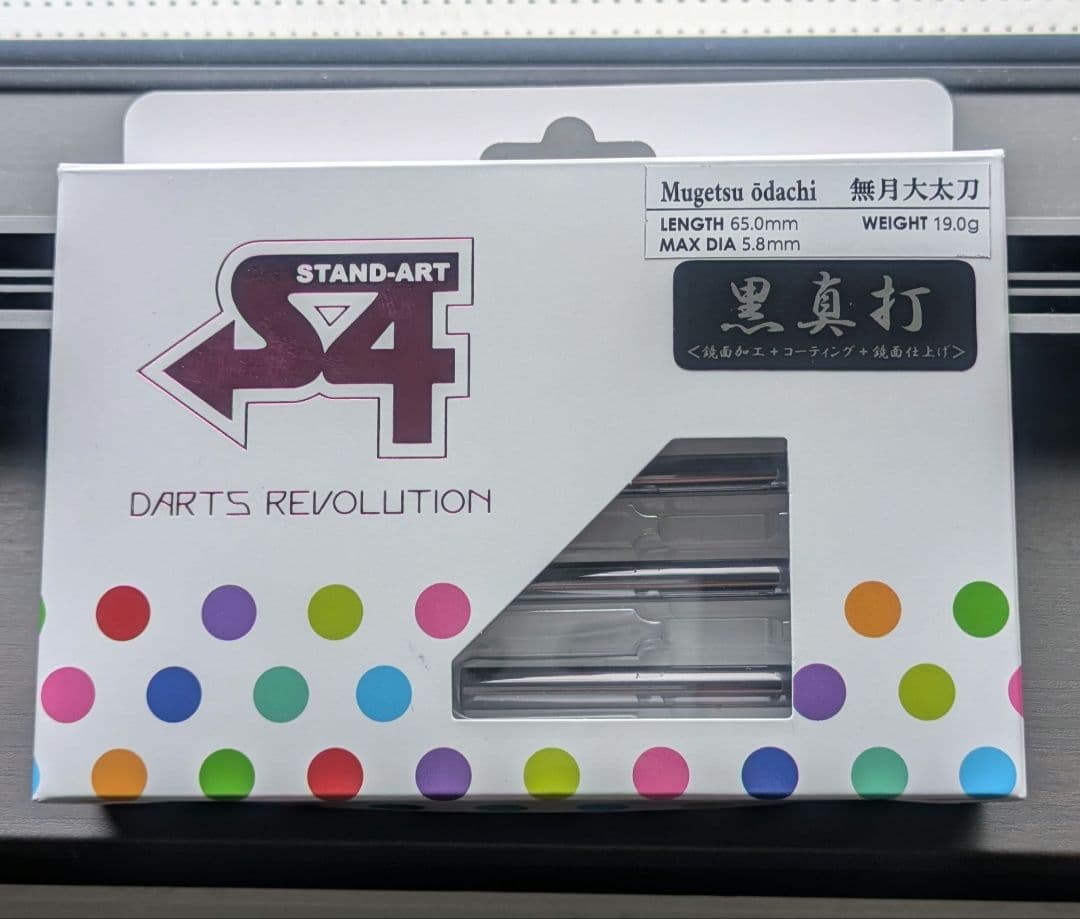 STAND-ART
S4
DARTS REVOLUTION
Mugetsu ōdachi 無月大太刀
LENGTH 65.0mm WEIGHT 19.0g
MAX DIA 5.8mm
黒真打
<鏡面加工+コーティング+鏡面仕上げ>